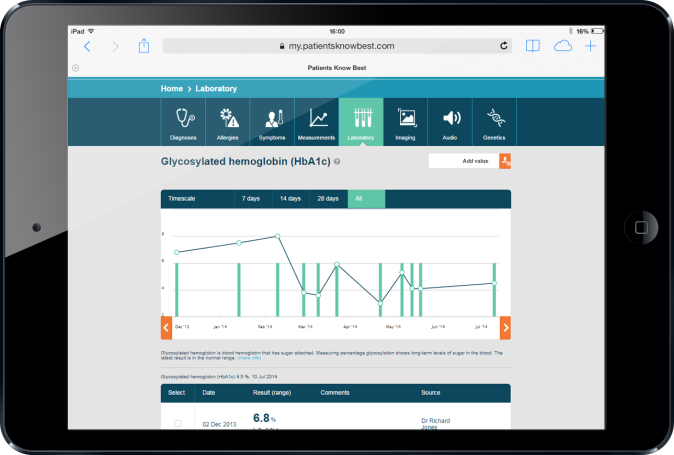 iPad 16:00 16%
my.patientsknowbest.com
Patients Know Best
Home > Laboratory
Diagnoses Allergies Symptoms Measurements Laboratory Imaging Audio Genetics
Glycosylated hemoglobin (HbA1c)
Add value
Timescale 7 days 14 days 28 days All
8
6
4
2
Dec '13 Jan '14 Feb '14 Mar '14 Apr '14 May '14 Jun '14 Jul '14
Glycosylated hemoglobin is blood hemoglobin that has sugar attached. Measuring percentage glycosylation shows long-term levels of sugar in the blood. The
latest result is in the normal range. (more info)
Glycosylated hemoglobin (HbA1c) 4.5 %, 10 Jul 2014
Select Date Result (range) Comments Source
02 Dec 2013 6.8 % Dr Richard
Jones